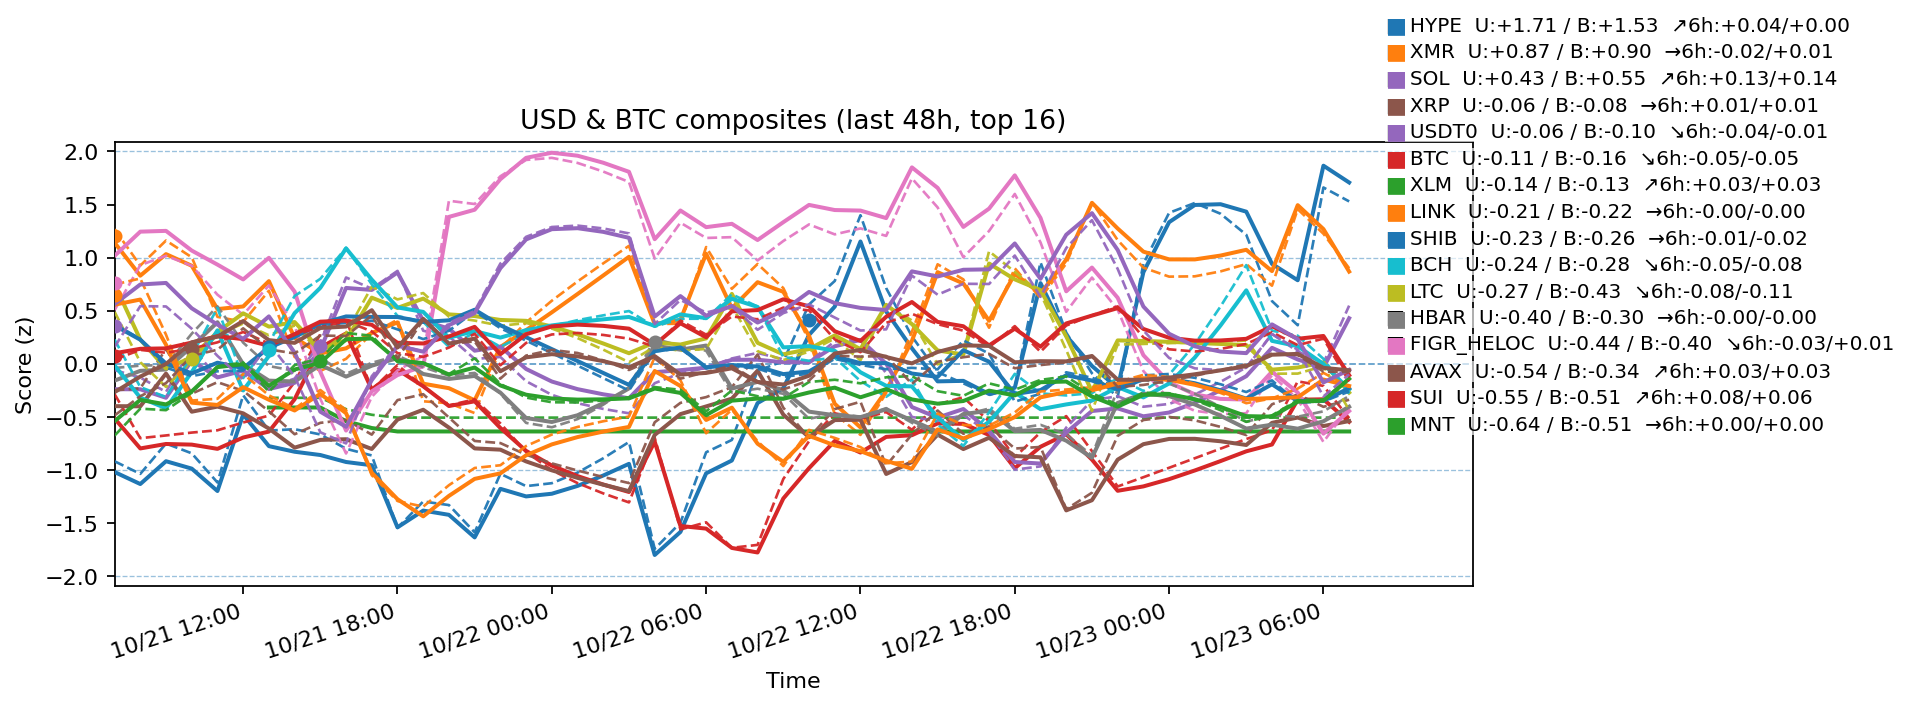 HYPE  U:+1.71 / B:+1.53  ↗6h:+0.04/+0.00
XMR  U:+0.87 / B:+0.90  →6h:-0.02/+0.01
SOL  U:+0.43 / B:+0.55  ↗6h:+0.13/+0.14
XRP  U:-0.06 / B:-0.08  →6h:+0.01/+0.01
USDT0  U:-0.06 / B:-0.10  ↘6h:-0.04/-0.01
BTC  U:-0.11 / B:-0.16  ↘6h:-0.05/-0.05
XLM  U:-0.14 / B:-0.13  ↗6h:+0.03/+0.03
LINK  U:-0.21 / B:-0.22  →6h:-0.00/-0.00
SHIB  U:-0.23 / B:-0.26  →6h:-0.01/-0.02
BCH  U:-0.24 / B:-0.28  ↘6h:-0.05/-0.08
LTC  U:-0.27 / B:-0.43  ↘6h:-0.08/-0.11
HBAR  U:-0.40 / B:-0.30  →6h:-0.00/-0.00
FIGR_HELOC  U:-0.44 / B:-0.40  ↘6h:-0.03/+0.01
AVAX  U:-0.54 / B:-0.34  ↗6h:+0.03/+0.03
SUI  U:-0.55 / B:-0.51  ↗6h:+0.08/+0.06
MNT  U:-0.64 / B:-0.51  →6h:+0.00/+0.00
USD & BTC composites (last 48h, top 16)
Score (z)
2.0
1.5
1.0
0.5
0.0
−0.5
−1.0
−1.5
−2.0
10/21 12:00
10/21 18:00
10/22 00:00
10/22 06:00
10/22 12:00
10/22 18:00
10/23 00:00
10/23 06:00
Time